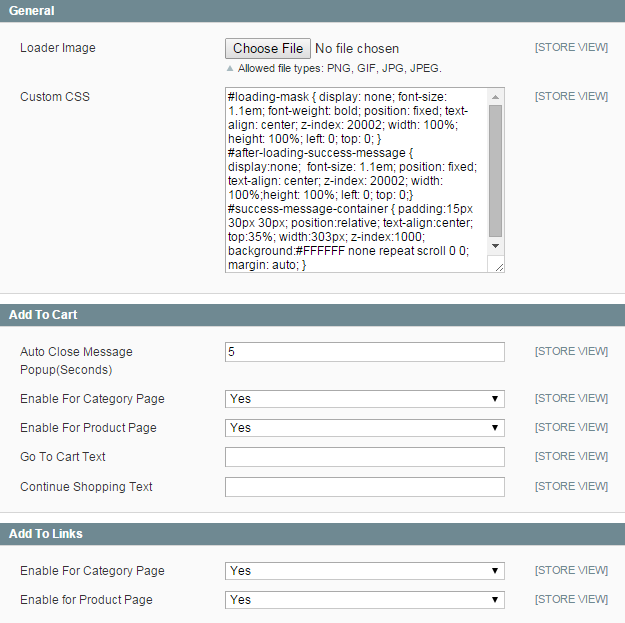 General
Loader Image Choose File No file chosen [STORE VIEW]
Allowed file types: PNG, GIF, JPG, JPEG.
Custom CSS [STORE VIEW]
#loading-mask { display: none; font-size:
1.1em; font-weight: bold; position: fixed; text-
align: center; z-index: 20002; width: 100%;
height: 100%; left: 0; top: 0; }
#after-loading-success-message {
display:none;  font-size: 1.1em; position: fixed;
text-align: center; z-index: 20002; width:
100%;height: 100%; left: 0; top: 0;}
#success-message-container { padding:15px
30px 30px; position:relative; text-align:center;
top:35%; width:303px; z-index:1000;
background:#FFFFFF none repeat scroll 0 0;
margin: auto; }
Add To Cart
Auto Close Message 5 [STORE VIEW]
Popup(Seconds)
Enable For Category Page Yes [STORE VIEW]
Enable For Product Page Yes [STORE VIEW]
Go To Cart Text [STORE VIEW]
Continue Shopping Text [STORE VIEW]
Add To Links
Enable For Category Page Yes [STORE VIEW]
Enable for Product Page Yes [STORE VIEW]